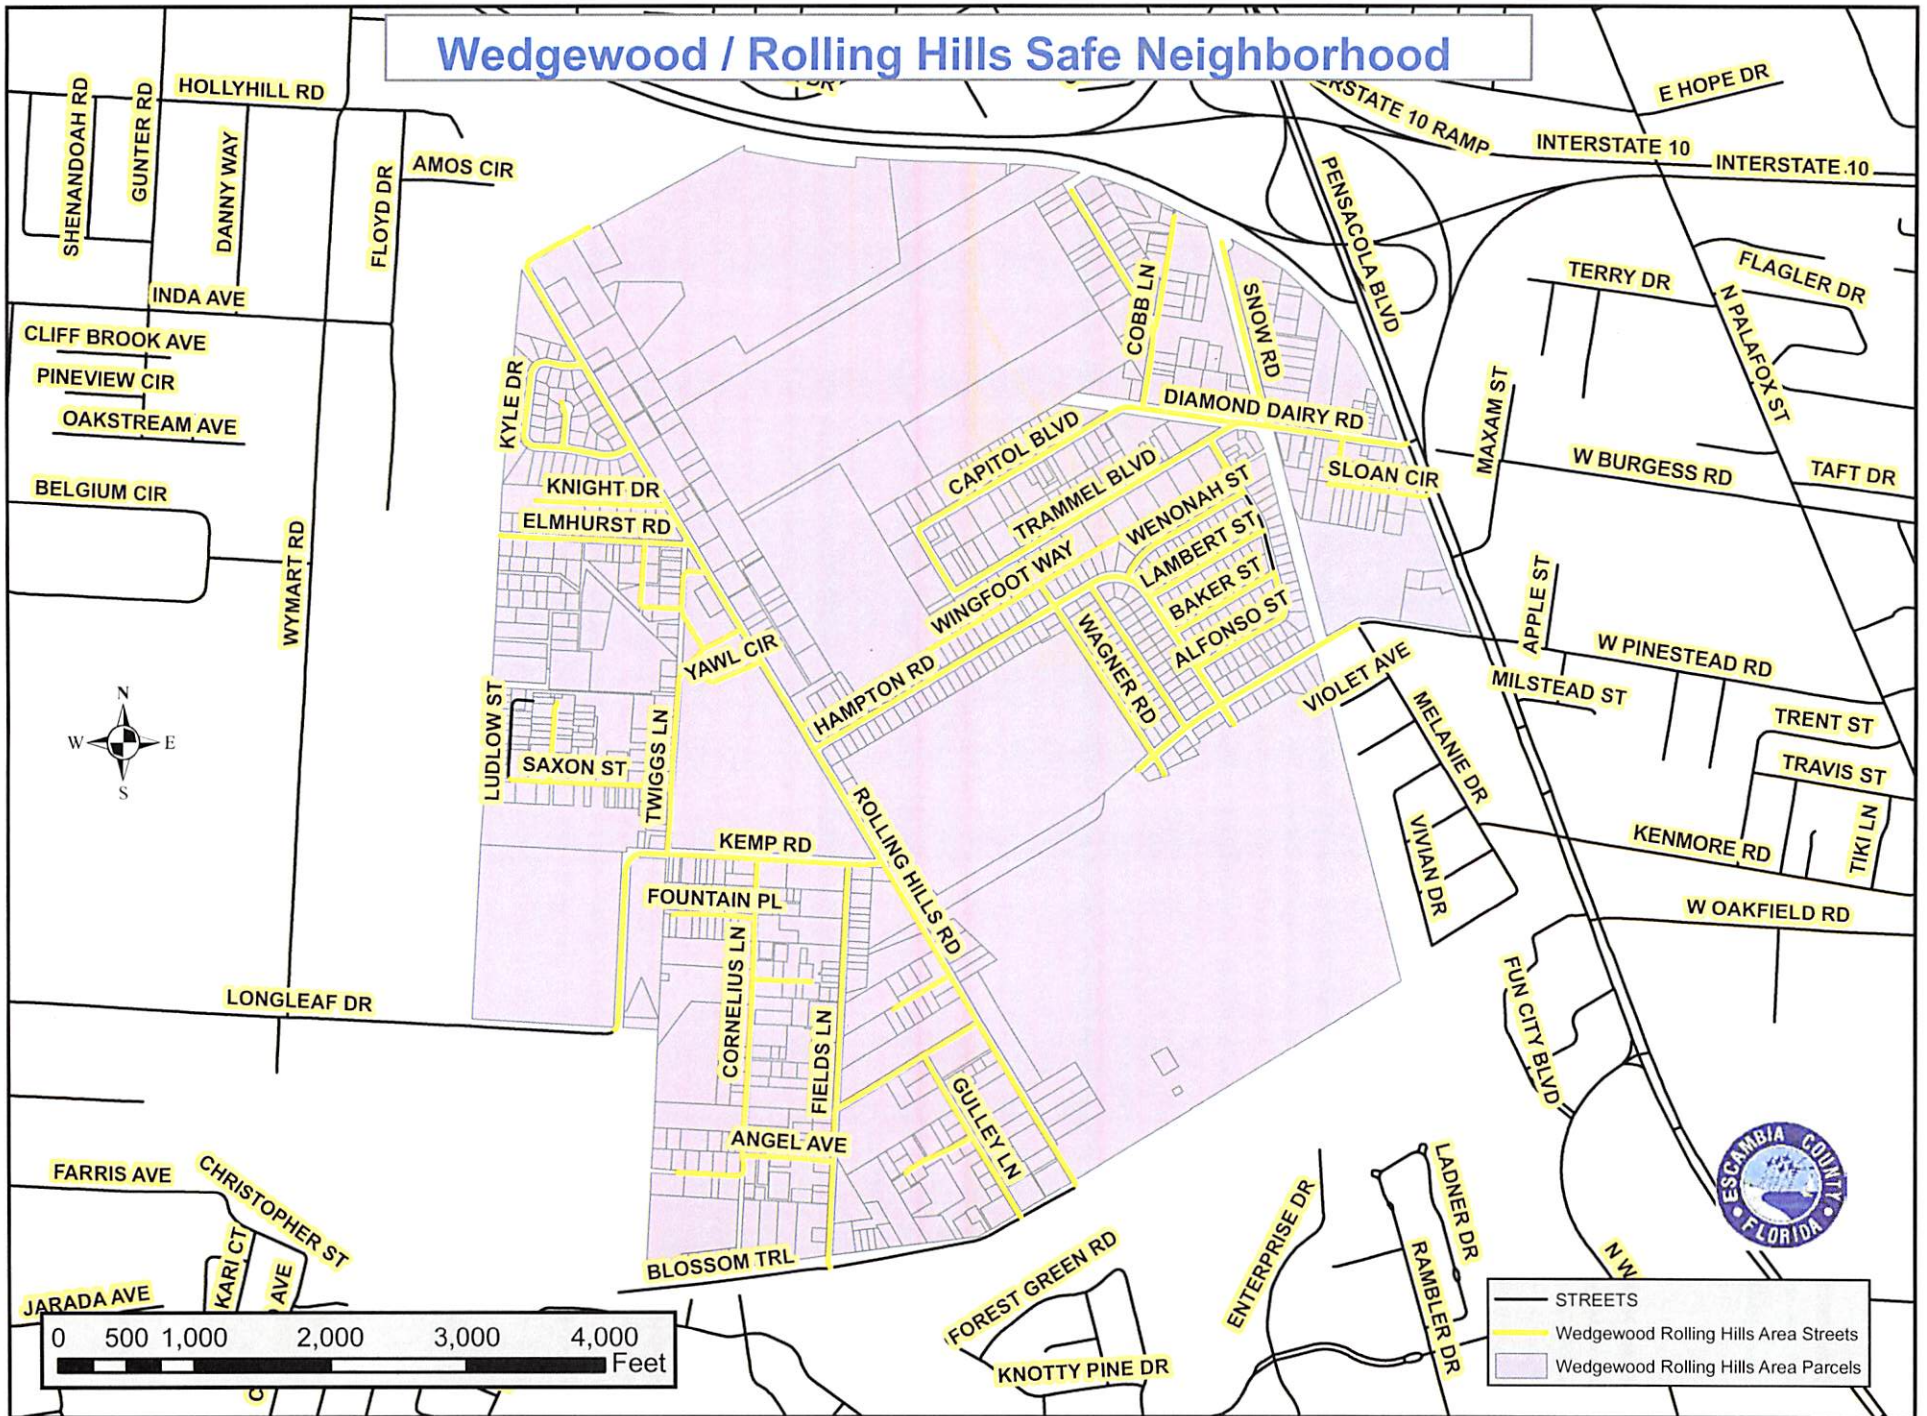 Wedgewood / Rolling Hills Safe Neighborhood
DR
HOLLYHILL RD
SHENANDOAH RD
GUNTER RD
DANNY WAY
FLOYD DR
AMOS CIR
INDA AVE
CLIFF BROOK AVE
PINEVIEW CIR
OAKSTREAM AVE
BELGIUM CIR
WYMART RD
ERSTATE 10 RAMP
E HOPE DR
INTERSTATE 10
INTERSTATE 10
PENSACOLA BLVD
TERRY DR
FLAGLER DR
N PALAFOX ST
MAXAM ST
W BURGESS RD
TAFT DR
COBB LN
SNOW RD
DIAMOND DAIRY RD
SLOAN CIR
KYLE DR
KNIGHT DR
ELMHURST RD
CAPITOL BLVD
TRAMMEL BLVD
WENONAH ST
WINGFOOT WAY
LAMBERT ST
BAKER ST
ALFONSO ST
WAGNER RD
HAMPTON RD
YAWL CIR
LUDLOW ST
SAXON ST
TWIGGS LN
APPLE ST
W PINESTEAD RD
MILSTEAD ST
VIOLET AVE
MELANIE DR
TRENT ST
TRAVIS ST
TIKI LN
KENMORE RD
VIVIAN DR
W OAKFIELD RD
FUN CITY BLVD
N
W
E
S
KEMP RD
ROLLING HILLS RD
FOUNTAIN PL
CORNELIUS LN
FIELDS LN
LONGLEAF DR
GULLEY LN
ANGEL AVE
BLOSSOM TRL
FARRIS AVE
CHRISTOPHER ST
KARI CT
AVE
JARADA AVE
FOREST GREEN RD
KNOTTY PINE DR
ENTERPRISE DR
LADNER DR
RAMBLER DR
N W
ESCAMBIA COUNTY
FLORIDA
0 500 1,000 2,000 3,000 4,000
Feet
STREETS
Wedgewood Rolling Hills Area Streets
Wedgewood Rolling Hills Area Parcels